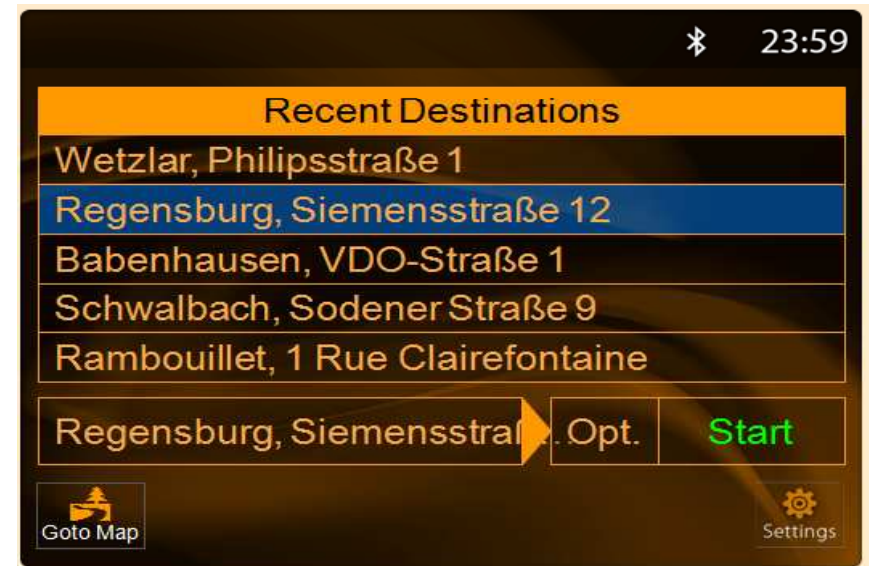 23:59
Recent Destinations
Wetzlar, Philipsstraße 1
Regensburg, Siemensstraße 12
Babenhausen, VDO-Straße 1
Schwalbach, Sodener Straße 9
Rambouillet, 1 Rue Clairefontaine
Regensburg, Opt. Start
Goto Map Settings